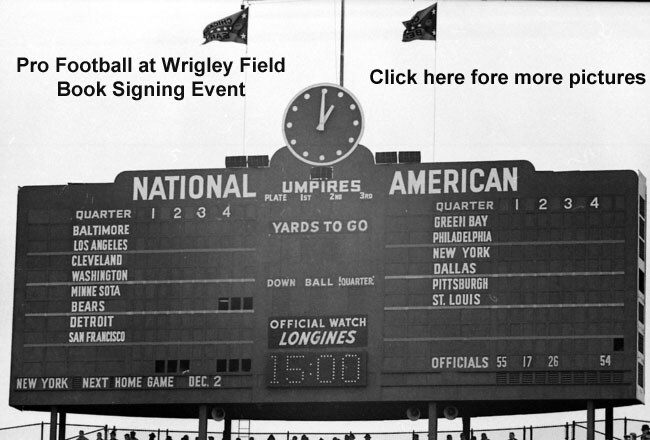 Pro Football at Wrigley Field
Book Signing Event
Click here fore more pictures
NATIONAL
UMPIRES
PLATE 1ST 2ND 3RD
AMERICAN
QUARTER 1 2 3 4
BALTIMORE
LOS ANGELES
CLEVELAND
WASHINGTON
MINNE SOTA
BEARS
DETROIT
SAN FRANCISCO
YARDS TO GO
DOWN BALL QUARTER
OFFICIAL WATCH
LONGINES
15:00
QUARTER 1 2 3 4
GREEN BAY
PHILADELPHIA
NEW YORK
DALLAS
PITTSBURGH
ST. LOUIS
OFFICIALS 55 17 26 54
NEW YORK NEXT HOME GAME DEC. 2